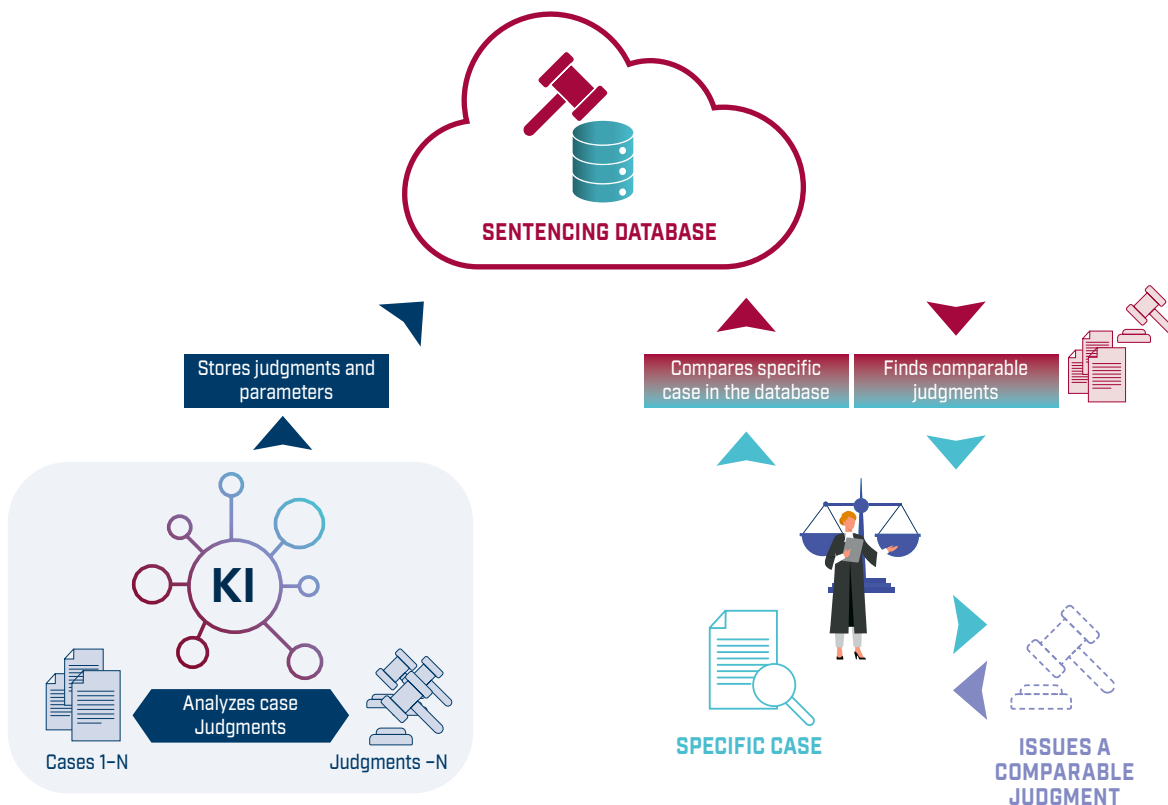 SENTENCING DATABASE
Stores judgments and
parameters
Compares specific
case in the database
Finds comparable
judgments
KI
Analyzes case
Judgments
Cases 1–N
Judgments –N
SPECIFIC CASE
ISSUES A
COMPARABLE
JUDGMENT